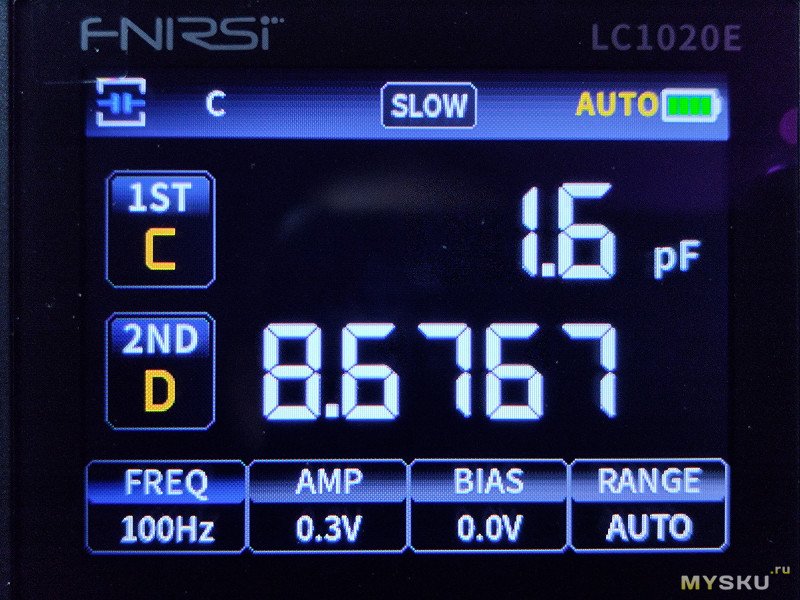 FNIRSI LC1020E
C SLOW AUTO
1ST
C 1.6 pF
2ND
D 8.6767
FREQ AMP BIAS RANGE
100Hz 0.3V 0.0V AUTO
MYSKU.ru